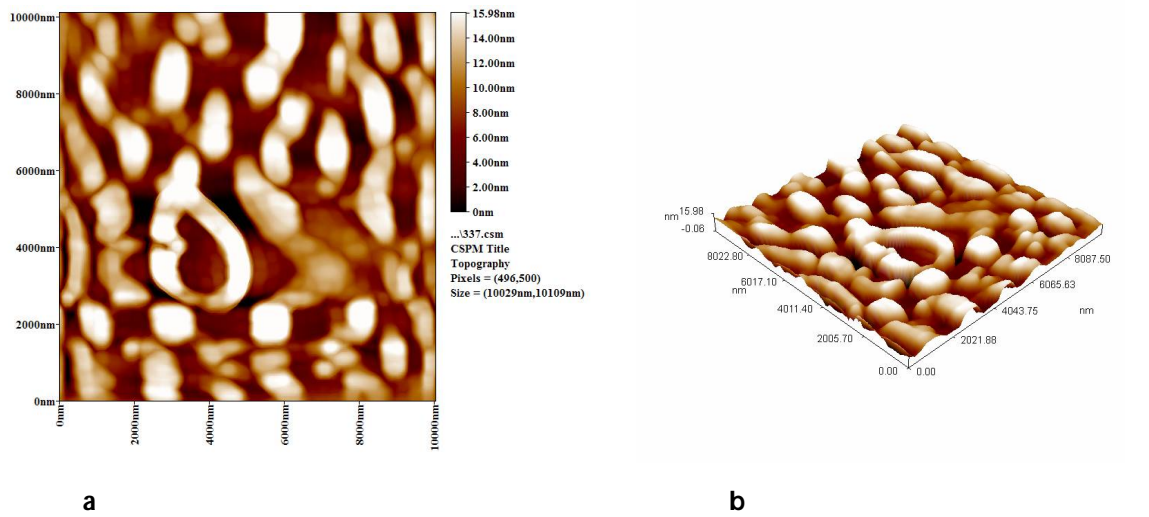 10000nm
8000nm
6000nm
4000nm
2000nm
0nm
0nm
2000nm
4000nm
6000nm
8000nm
10000nm
15.98nm
14.00nm
12.00nm
10.00nm
8.00nm
6.00nm
4.00nm
2.00nm
0nm
...\337.csm
CSPM Title
Topography
Pixels = (496,500)
Size = (10029nm,10109nm)
a
nm 15.98
-0.06
8022.80
6017.10
nm
4011.40
2005.70
0.00
0.00
2021.88
4043.75
nm
6065.63
8087.50
b